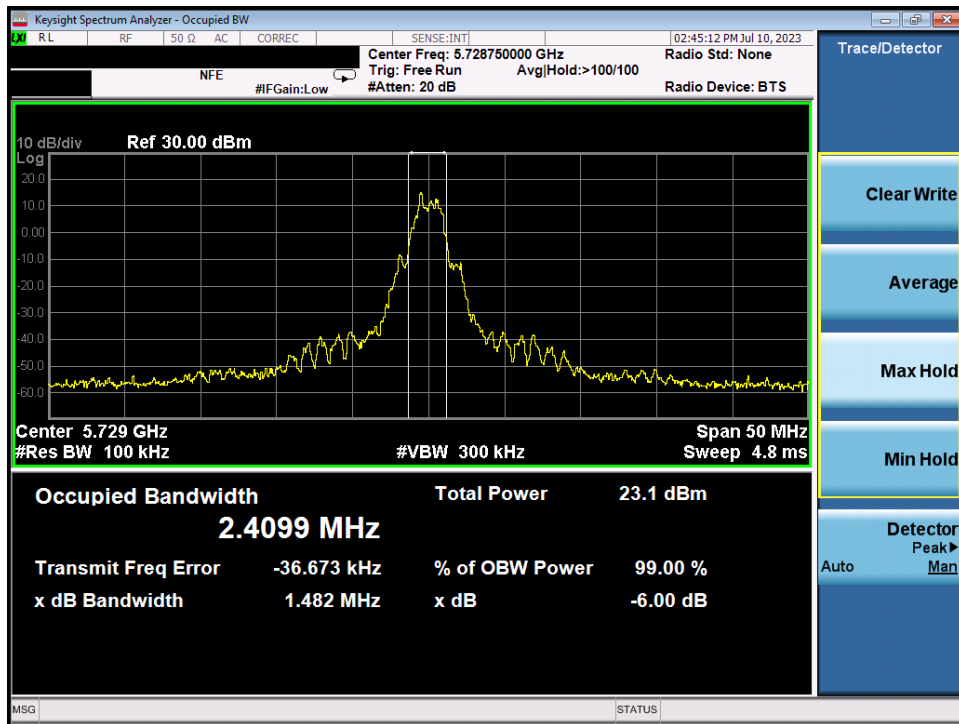 Keysight Spectrum Analyzer - Occupied BW
LXI RL RF 50 Ω AC CORREC SENSE:INT 02:45:12 PM Jul 10, 2023
Center Freq: 5.728750000 GHz Radio Std: None
NFE Trig: Free Run Avg|Hold:>100/100
#IFGain:Low #Atten: 20 dB Radio Device: BTS
10 dB/div Ref 30.00 dBm
Log
20.0
10.0
0.00
-10.0
-20.0
-30.0
-40.0
-50.0
-60.0
Center 5.729 GHz Span 50 MHz
#Res BW 100 kHz #VBW 300 kHz Sweep 4.8 ms
Occupied Bandwidth Total Power 23.1 dBm
2.4099 MHz
Transmit Freq Error -36.673 kHz % of OBW Power 99.00 %
x dB Bandwidth 1.482 MHz x dB -6.00 dB
Trace/Detector
Clear Write
Average
Max Hold
Min Hold
Detector
Peak▶
Auto Man
MSG STATUS